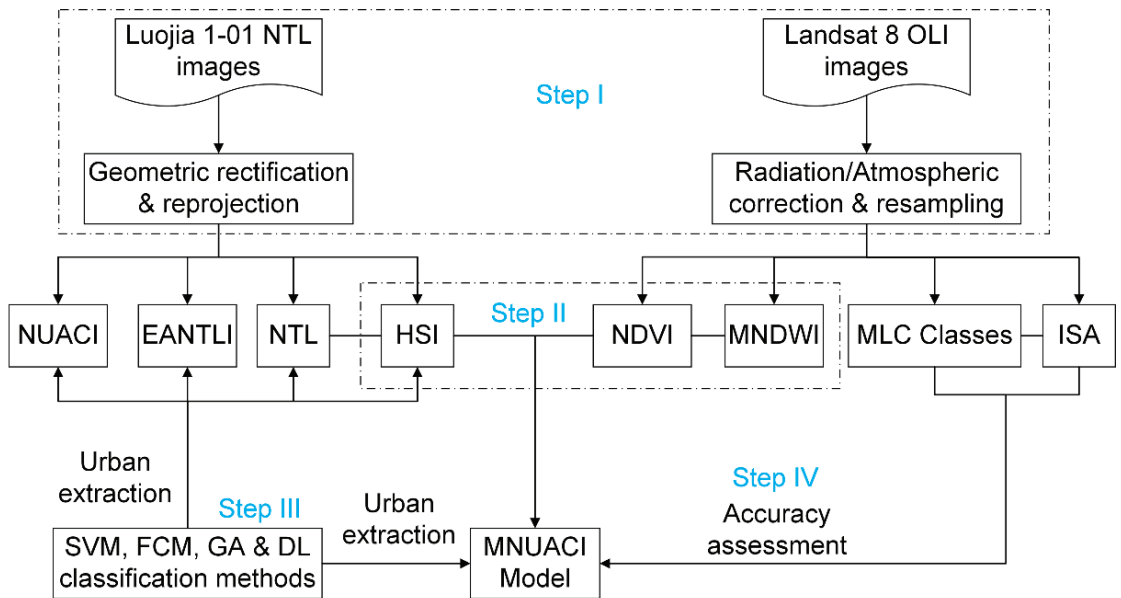 Luojia 1-01 NTL
images
Landsat 8 OLI
images
Step I
Geometric rectification
& reprojection
Radiation/Atmospheric
correction & resampling
Step II
NUACI
EANTLI
NTL
HSI
NDVI
MNDWI
MLC Classes
ISA
Urban
extraction
Step III
SVM, FCM, GA & DL
classification methods
Urban
extraction
MNUACI
Model
Step IV
Accuracy
assessment